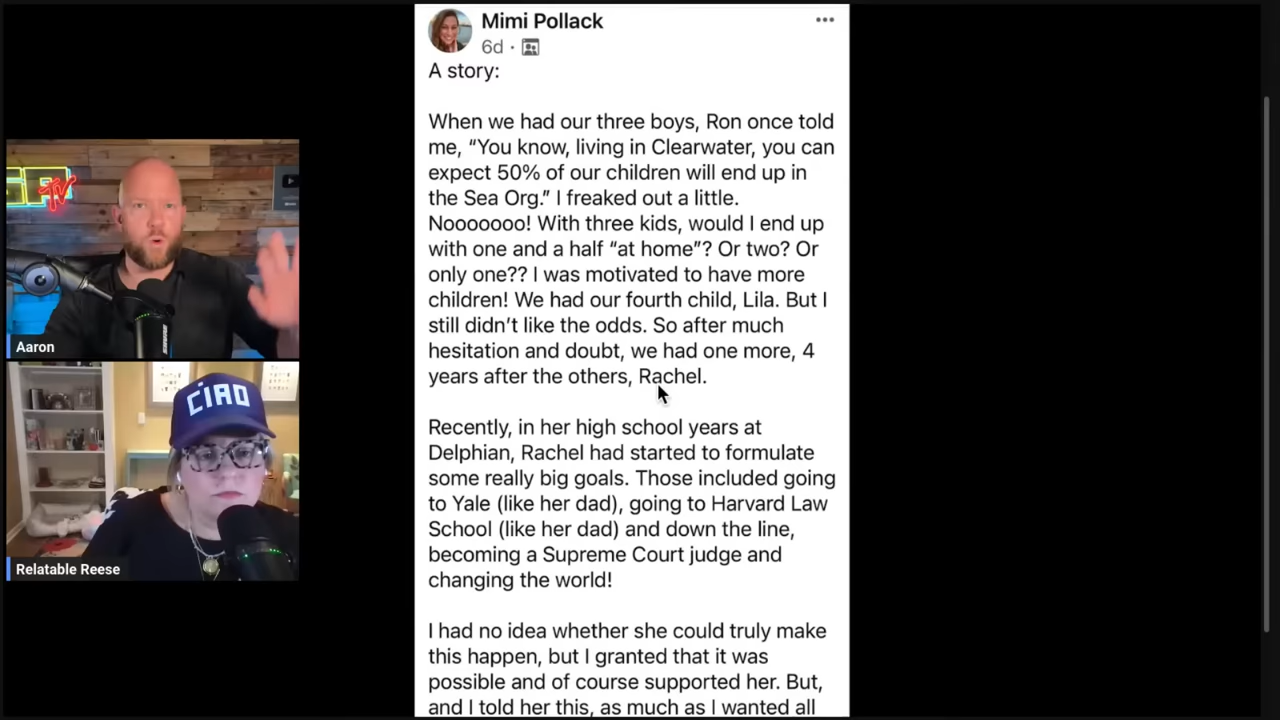 Mimi Pollack
6d ·
A story:
When we had our three boys, Ron once told
me, “You know, living in Clearwater, you can
expect 50% of our children will end up in
the Sea Org.” I freaked out a little.
Nooooooo! With three kids, would I end up
with one and a half “at home”? Or two? Or
only one?? I was motivated to have more
children! We had our fourth child, Lila. But I
still didn’t like the odds. So after much
hesitation and doubt, we had one more, 4
years after the others, Rachel.
Recently, in her high school years at
Delphian, Rachel had started to formulate
some really big goals. Those included going
to Yale (like her dad), going to Harvard Law
School (like her dad) and down the line,
becoming a Supreme Court judge and
changing the world!
I had no idea whether she could truly make
this happen, but I granted that it was
possible and of course supported her. But,
and I told her this, as much as I wanted all
TV
Aaron
CIAO
Relatable Reese